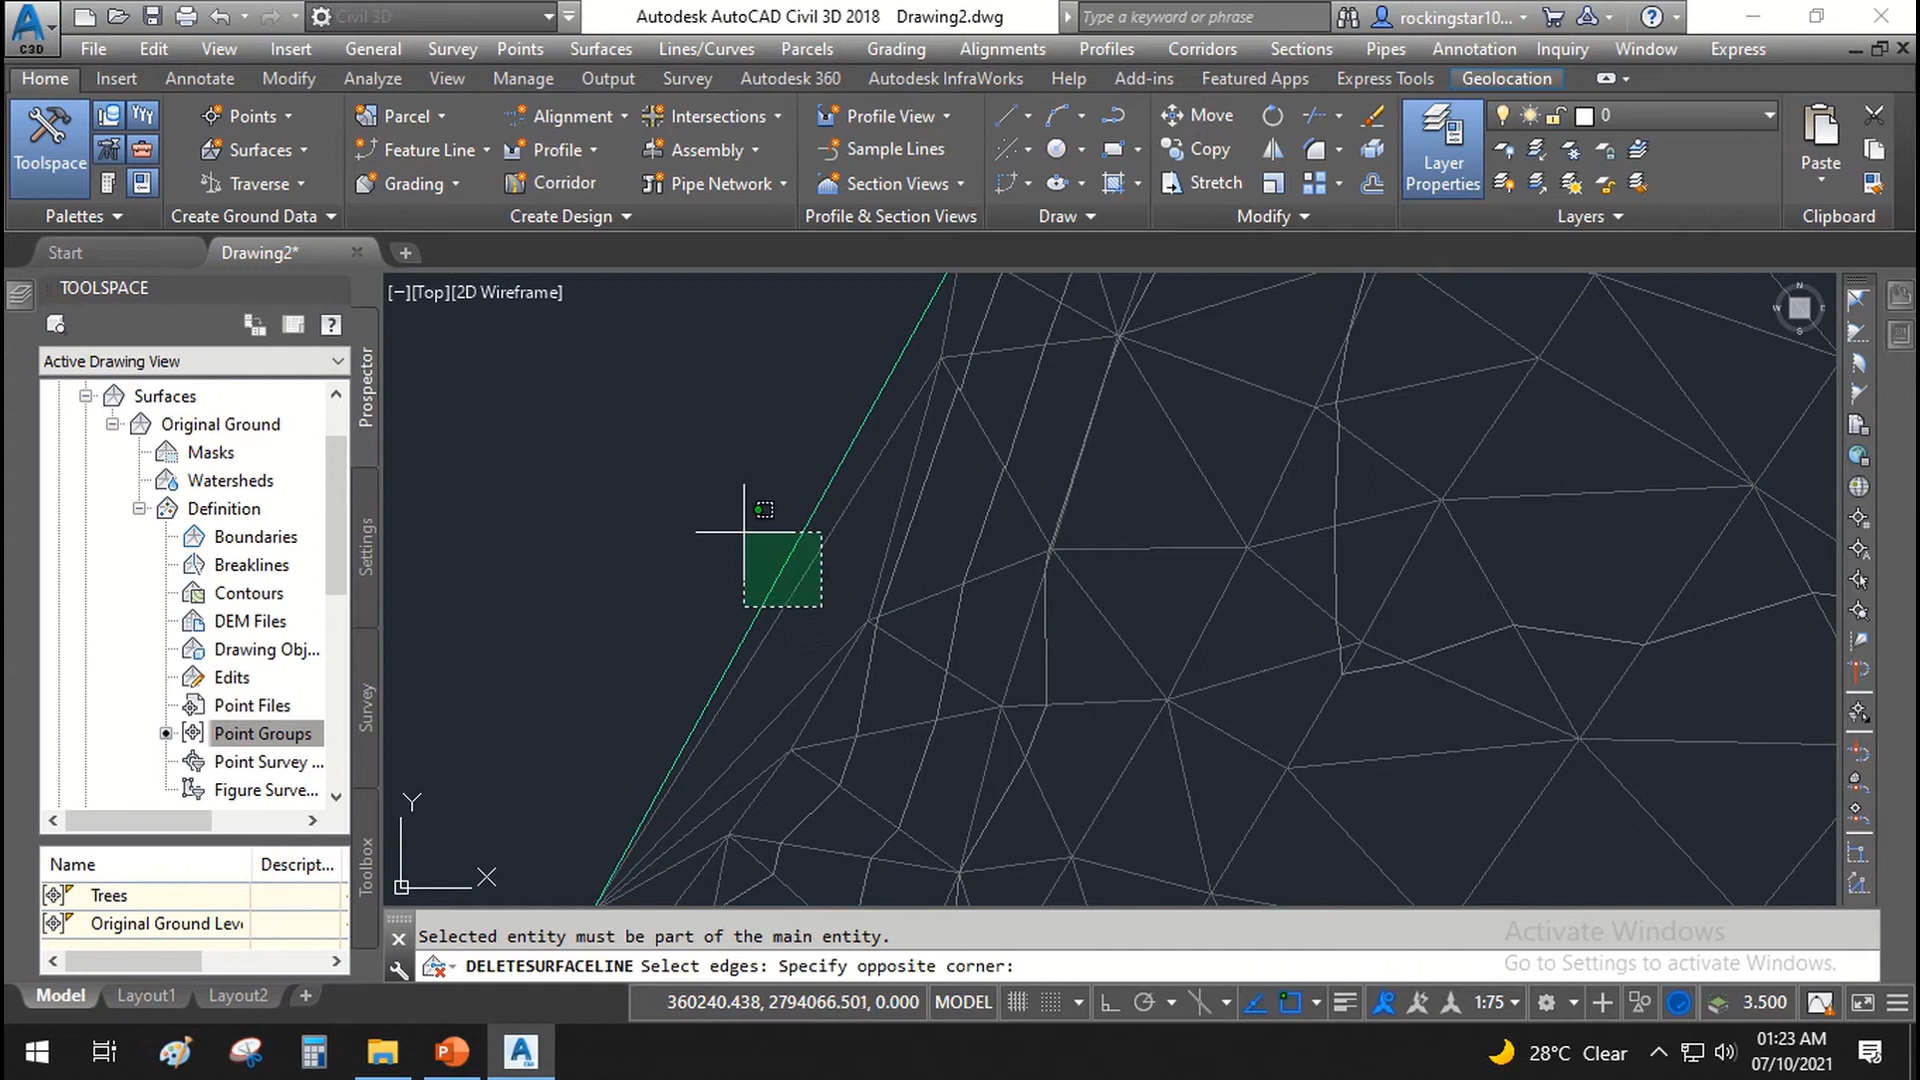 C3D
Civil 3D
Autodesk AutoCAD Civil 3D 2018 Drawing2.dwg
Type a keyword or phrase
rockingstar10...
File Edit View Insert General Survey Points Surfaces Lines/Curves Parcels Grading Alignments Profiles Corridors Sections Pipes Annotation Inquiry Window Express
Home Insert Annotate Modify Analyze View Manage Output Survey Autodesk 360 Autodesk InfraWorks Help Add-ins Featured Apps Express Tools Geolocation
Toolspace
Points
Surfaces
Traverse
Parcel
Feature Line
Grading
Alignment
Profile
Corridor
Intersections
Assembly
Pipe Network
Profile View
Sample Lines
Section Views
Move
Copy
Stretch
Layer
Properties
0
Paste
Palettes Create Ground Data Create Design Profile & Section Views Draw Modify Layers Clipboard
Start Drawing2*
TOOLSPACE
Active Drawing View
Surfaces
Original Ground
Masks
Watersheds
Definition
Boundaries
Breaklines
Contours
DEM Files
Drawing Obj...
Edits
Point Files
Point Groups
Point Survey ...
Figure Surve...
Prospector
Settings
Survey
Toolbox
Name Descript...
Trees
Original Ground Lev
[−][Top][2D Wireframe]
N
W E
S
Y
X
Selected entity must be part of the main entity.
DELETESURFACELINE Select edges: Specify opposite corner:
Activate Windows
Go to Settings to activate Windows.
Model Layout1 Layout2
360240.438, 2794066.501, 0.000 MODEL 1:75 3.500
28°C Clear
01:23 AM
07/10/2021